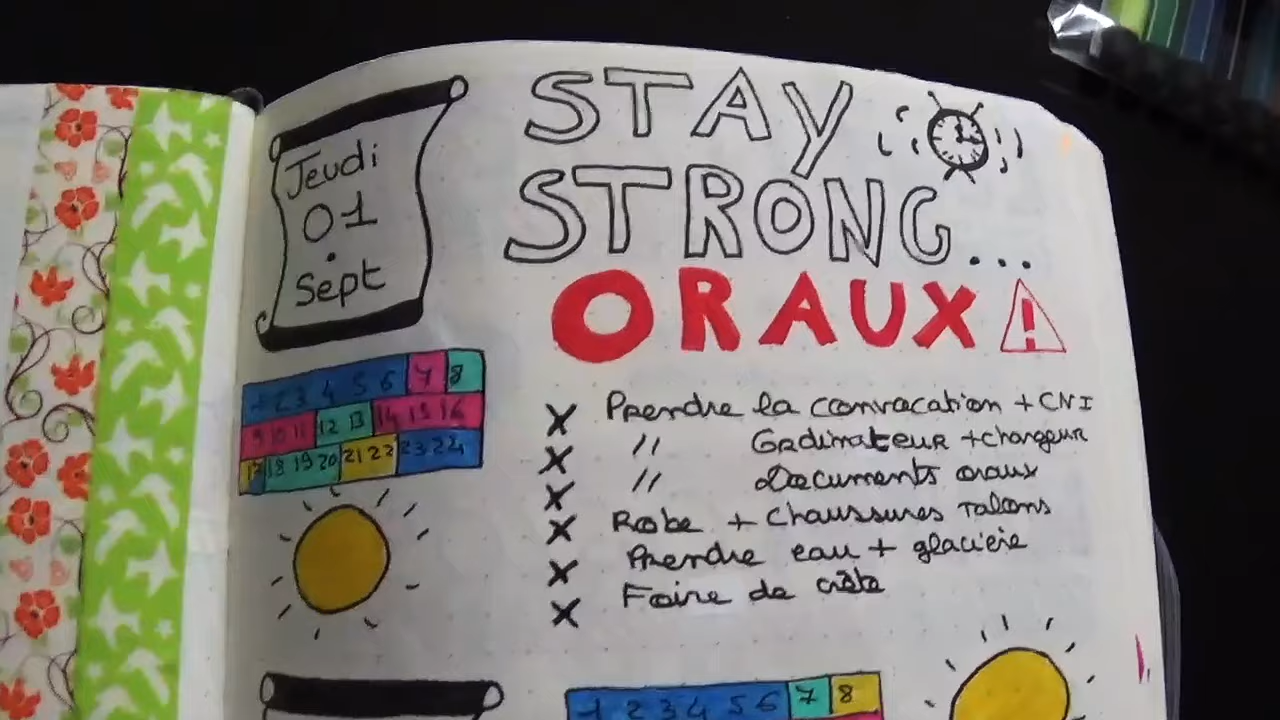 Jeudi
01
Sept
STAY
STRONG...
ORAUX
1 2 3 4 5 6 7 8
9 10 11 12 13 14 15 16
17 18 19 20 21 22 23 24
X Prendre la convocation + CNI
X // + chargeur
X // Documents oraux
X Robe + chaussures talons
X Prendre eau + glacière
X Faire de
1 2 3 4 5 6 7 8